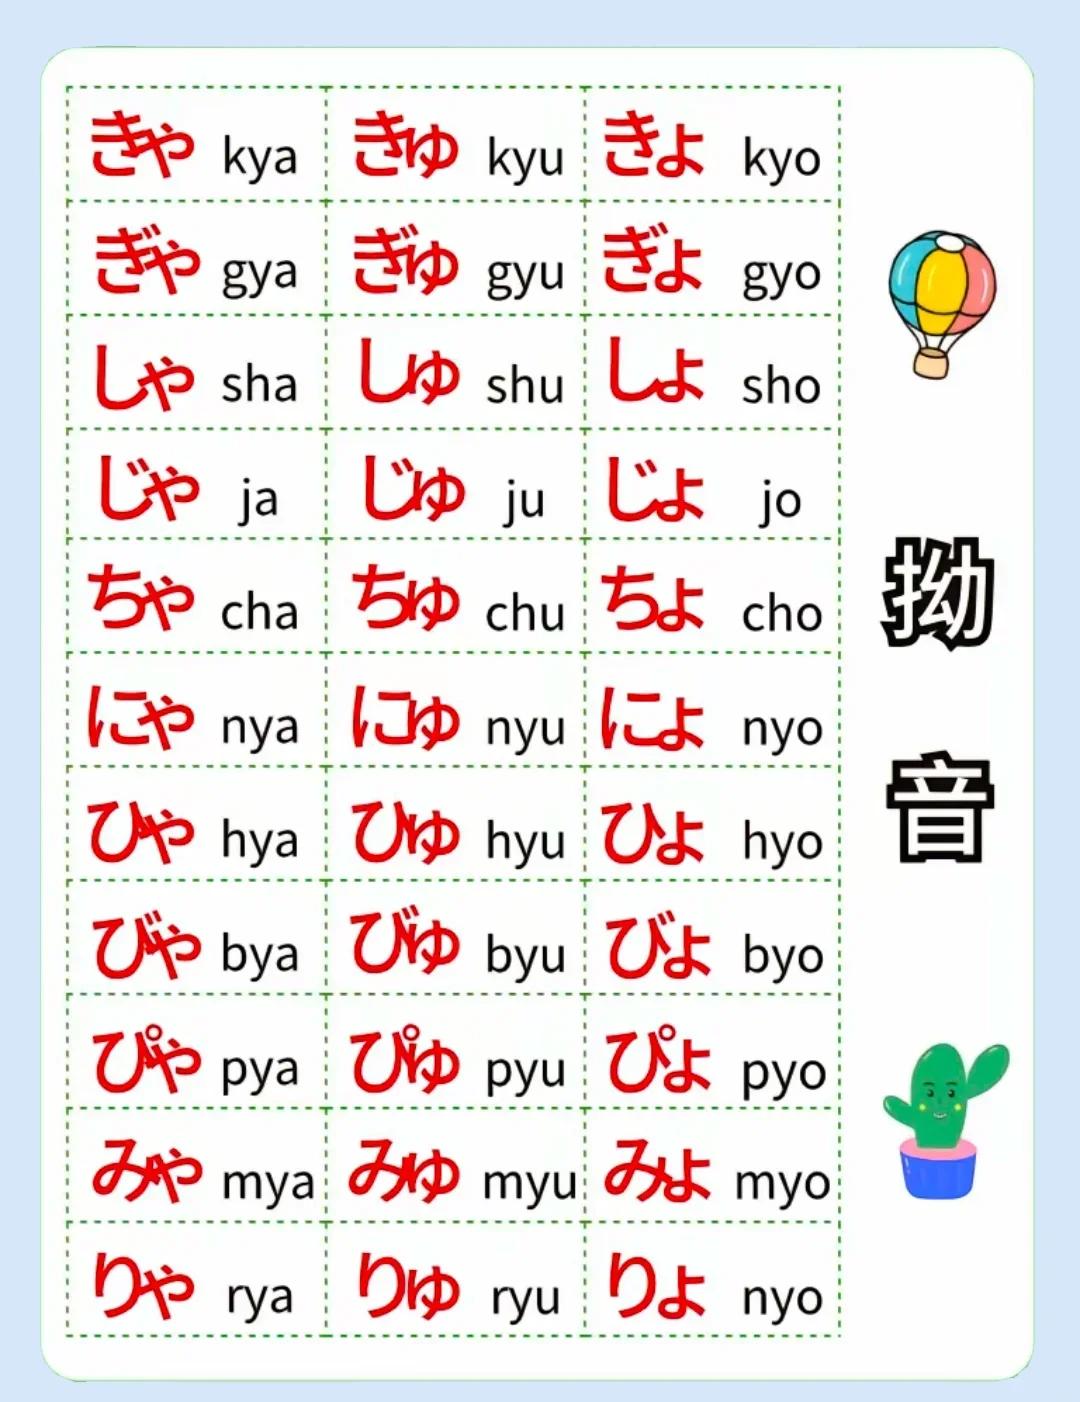 きゃ kya きゅ kyu きょ kyo
ぎゃ gya ぎゅ gyu ぎょ gyo
しゃ sha しゅ shu しょ sho
じゃ ja じゅ ju じょ jo
ちゃ cha ちゅ chu ちょ cho
にゃ nya にゅ nyu にょ nyo
ひゃ hya ひゅ hyu ひょ hyo
びゃ bya びゅ byu びょ byo
ぴゃ pya ぴゅ pyu ぴょ pyo
みゃ mya みゅ myu みょ myo
りゃ rya りゅ ryu りょ nyo
拗
音